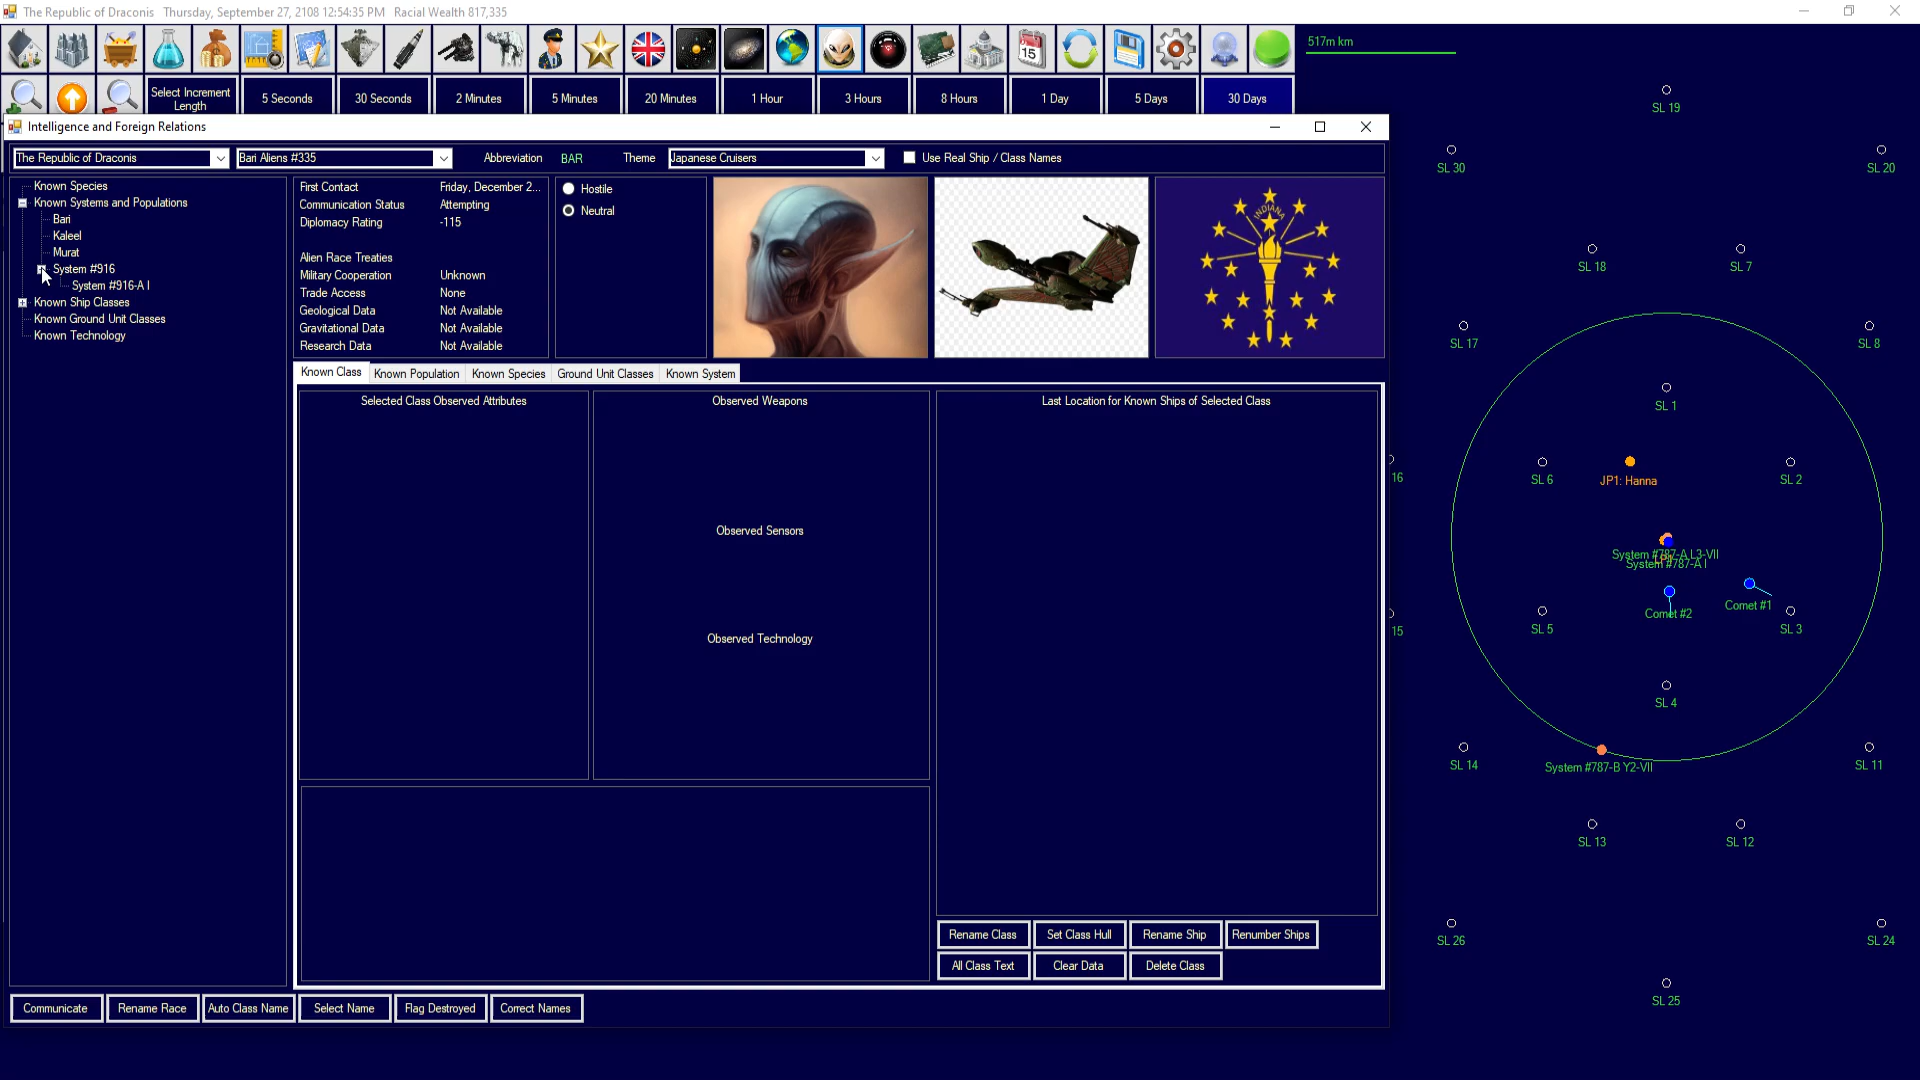 The Republic of Draconis   Thursday, September 27, 2108 12:54:35 PM   Racial Wealth 817,335
517m km
Select Increment Length
5 Seconds
30 Seconds
2 Minutes
5 Minutes
20 Minutes
1 Hour
3 Hours
8 Hours
1 Day
5 Days
30 Days
15
Intelligence and Foreign Relations
The Republic of Draconis
Bari Aliens #335
Abbreviation
BAR
Theme
Japanese Cruisers
Use Real Ship / Class Names
Known Species
Known Systems and Populations
Bari
Kaleel
Murat
System #916
System #916-A I
Known Ship Classes
Known Ground Unit Classes
Known Technology
First Contact Friday, December 2...
Communication Status Attempting
Diplomacy Rating -115
Alien Race Treaties
Military Cooperation Unknown
Trade Access None
Geological Data Not Available
Gravitational Data Not Available
Research Data Not Available
Hostile
Neutral
INDIANA
Known Class
Known Population
Known Species
Ground Unit Classes
Known System
Selected Class Observed Attributes
Observed Weapons
Observed Sensors
Observed Technology
Last Location for Known Ships of Selected Class
Rename Class
Set Class Hull
Rename Ship
Renumber Ships
All Class Text
Clear Data
Delete Class
Communicate
Rename Race
Auto Class Name
Select Name
Flag Destroyed
Correct Names
SL 19
SL 30
SL 20
SL 18
SL 7
SL 17
SL 8
SL 1
SL 6
SL 2
JP1: Hanna
16
System #787-A L3-VII
System #787-A I
Comet #2
Comet #1
SL 5
SL 3
15
SL 4
SL 14
System #787-B Y2-VII
SL 11
SL 13
SL 12
SL 26
SL 24
SL 25